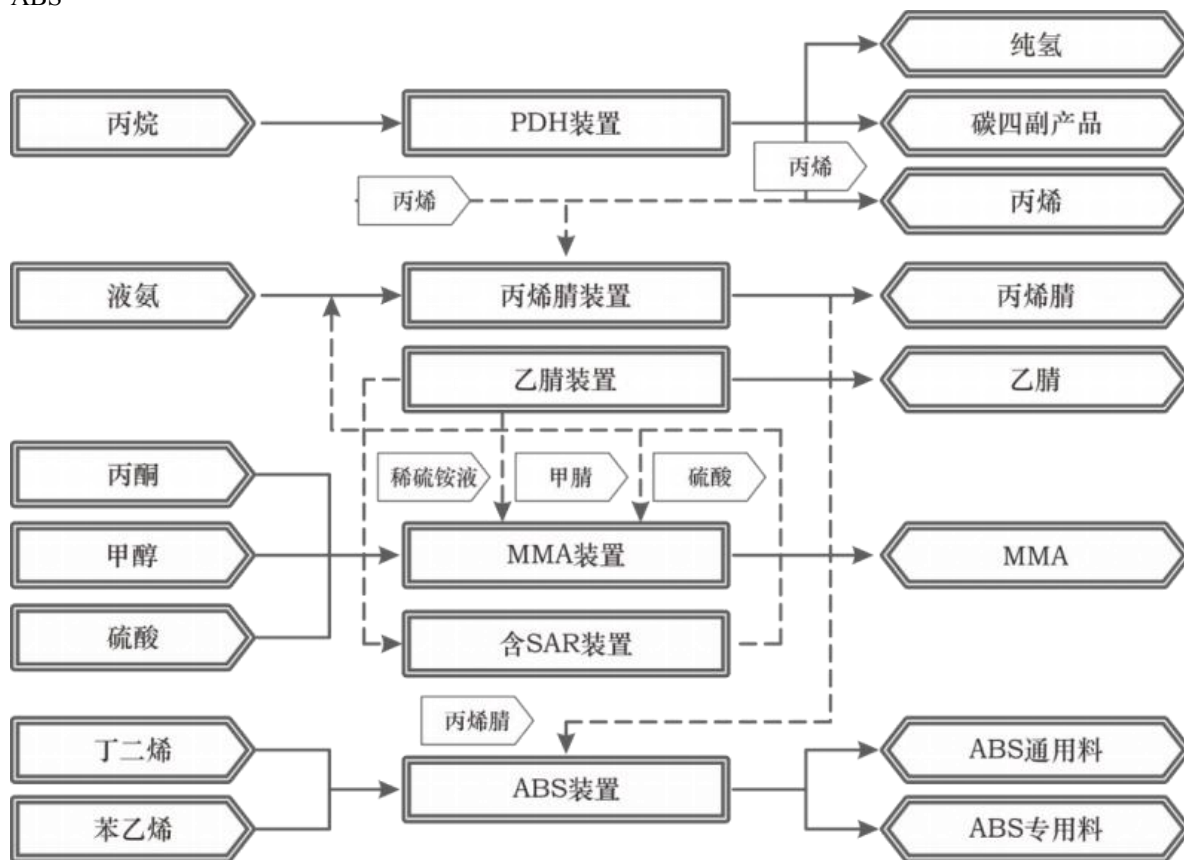 ABS
纯氢
丙烷
PDH装置
碳四副产品
丙烯
丙烯
丙烯
液氨
丙烯腈装置
丙烯腈
乙腈装置
乙腈
丙酮
稀硫铵液
甲腈
硫酸
甲醇
MMA装置
MMA
硫酸
含SAR装置
丙烯腈
丁二烯
ABS通用料
ABS装置
苯乙烯
ABS专用料